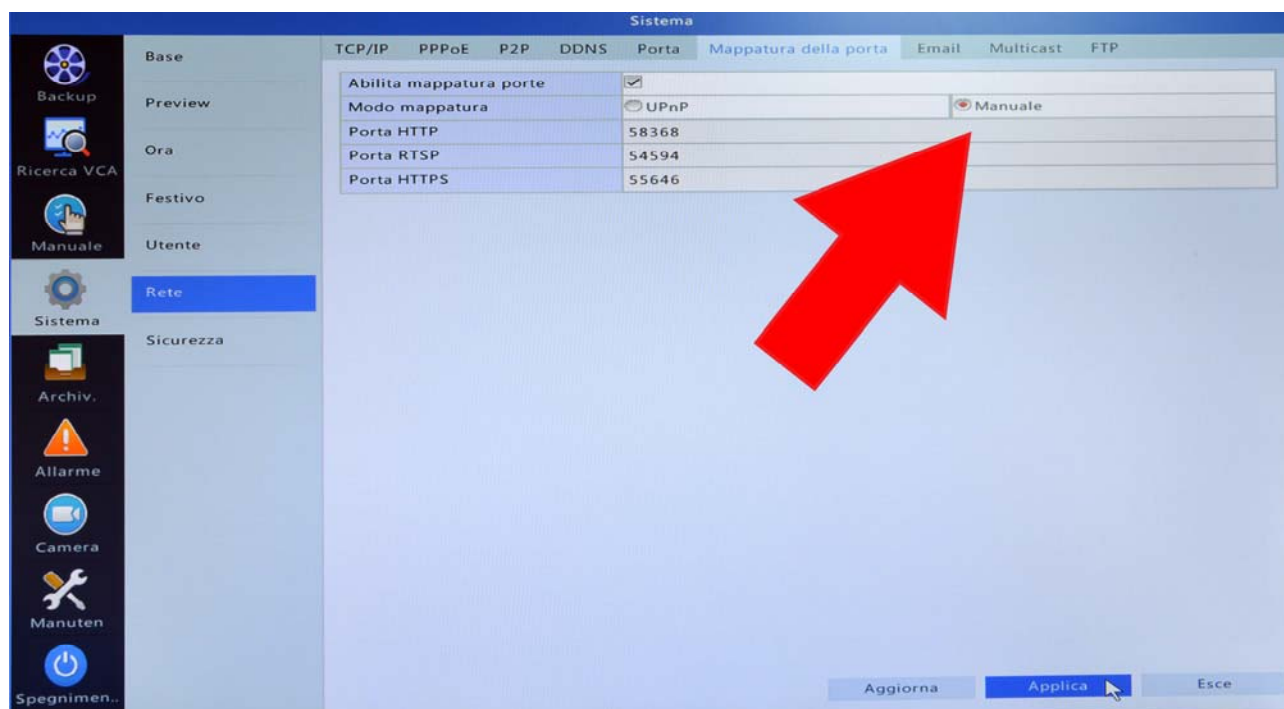 Sistema
TCP/IP PPPoE P2P DDNS Porta Mappatura della porta Email Multicast FTP
Backup
Ricerca VCA
Manuale
Sistema
Archiv.
Allarme
Camera
Manuten
Spegnimen..
Base
Preview
Ora
Festivo
Utente
Rete
Sicurezza
Abilita mappatura porte
Modo mappatura UPnP Manuale
Porta HTTP 58368
Porta RTSP 54594
Porta HTTPS 55646
Aggiorna Applica Esce